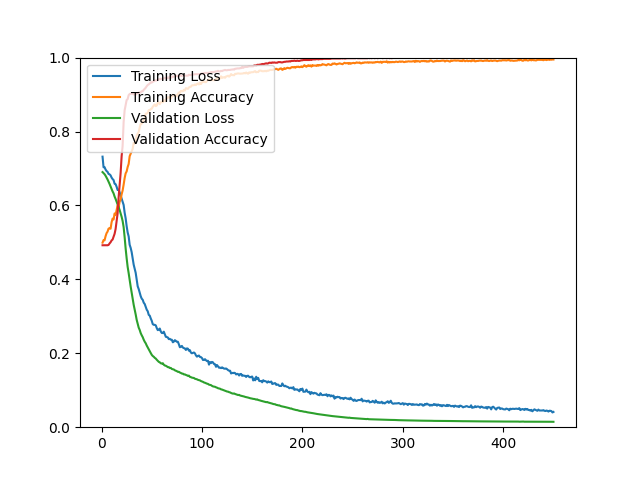 Training Loss
Training Accuracy
Validation Loss
Validation Accuracy
1.0
0.8
0.6
0.4
0.2
0.0
0 100 200 300 400